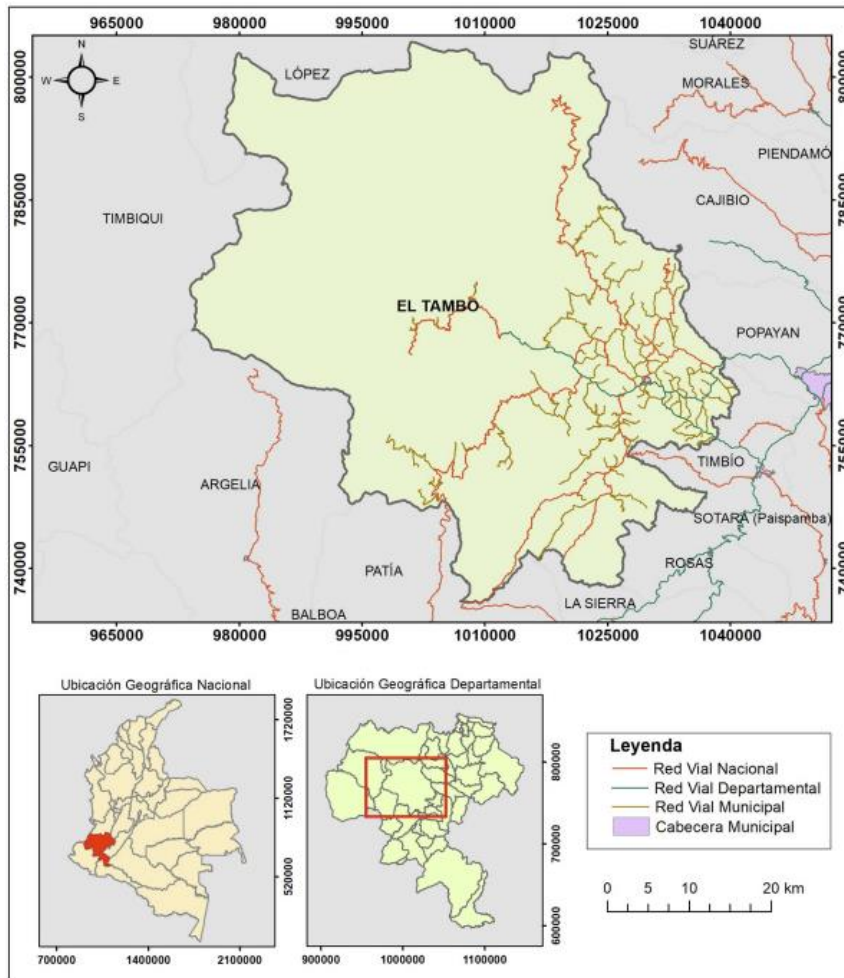 965000 980000 995000 1010000 1025000 1040000
N
W E
S
800000
785000
770000
755000
740000
800000
785000
770000
755000
740000
LÓPEZ
SUÁREZ
MORALES
PIENDAMÓ
CAJIBIO
TIMBIQUI
EL TAMBO
POPAYAN
GUAPI
ARGELIA
TIMBÍO
SOTARA (Paispamba)
PATÍA
ROSAS
BALBOA
LA SIERRA
965000 980000 995000 1010000 1025000 1040000
Ubicación Geográfica Nacional
1720000
1120000
520000
700000 1400000 2100000
Ubicación Geográfica Departamental
800000
700000
600000
900000 1000000 1100000
Leyenda
Red Vial Nacional
Red Vial Departamental
Red Vial Municipal
Cabecera Municipal
0 5 10 20 km